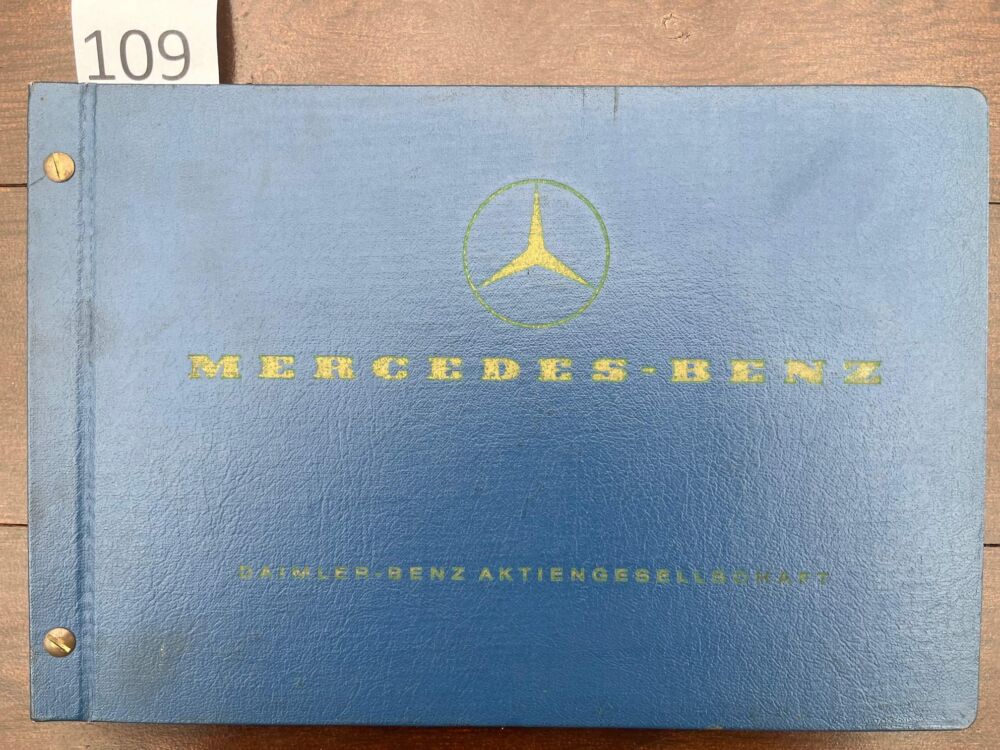 109
MERCEDES-BENZ
DAIMLER-BENZ AKTIENGESELLSCHAFT